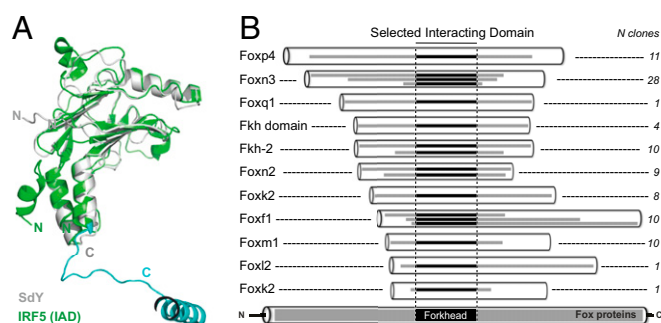 A
N
N
N
C
C
SdY
IRF5 (IAD)
B
Selected Interacting Domain
N clones
Foxp4 11
Foxn3 28
Foxq1 1
Fkh domain 4
Fkh-2 10
Foxn2 9
Foxk2 8
Foxf1 10
Foxm1 10
Foxl2 1
Foxk2 1
N Forkhead Fox proteins C